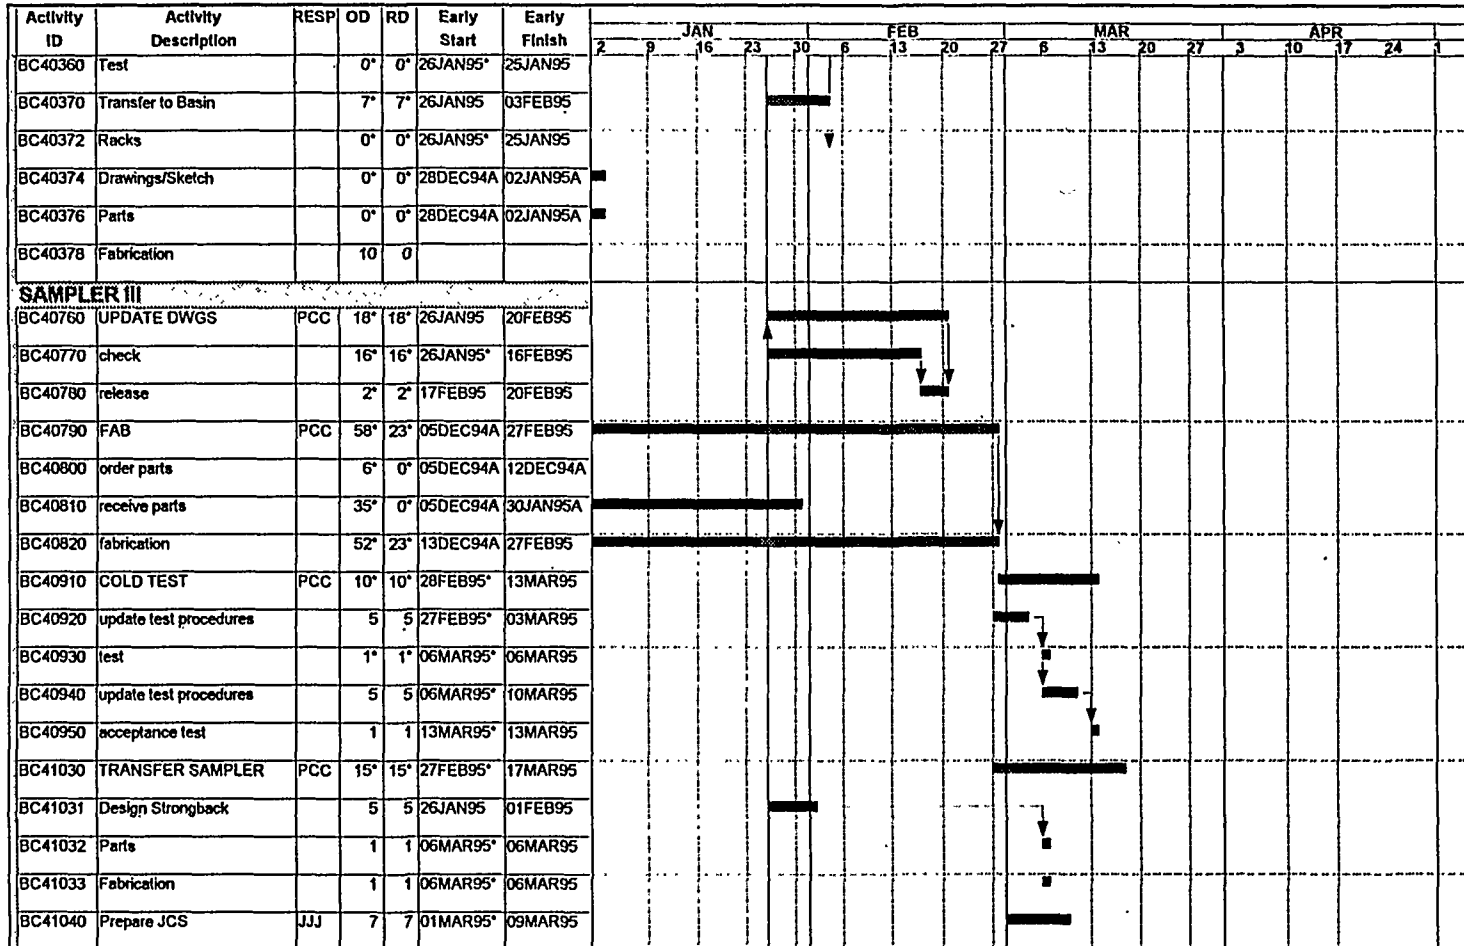 Activity Activity RESP OD RD Early Early
ID Description Start Finish
JAN FEB MAR APR
2 9 16 23 30 6 13 20 27 6 13 20 27 3 10 17 24 1
BC40360 Test 0* 0* 26JAN95* 25JAN95
BC40370 Transfer to Basin 7* 7* 26JAN95 03FEB95
BC40372 Racks 0* 0* 26JAN95* 25JAN95
BC40374 Drawings/Sketch 0* 0* 28DEC94A 02JAN95A
BC40376 Parts 0* 0* 28DEC94A 02JAN95A
BC40378 Fabrication 10 0
SAMPLER III
BC40760 UPDATE DWGS PCC 18* 18* 26JAN95 20FEB95
BC40770 check 16* 16* 26JAN95* 16FEB95
BC40780 release 2* 2* 17FEB95 20FEB95
BC40790 FAB PCC 58* 23* 05DEC94A 27FEB95
BC40800 order parts 6* 0* 05DEC94A 12DEC94A
BC40810 receive parts 35* 0* 05DEC94A 30JAN95A
BC40820 fabrication 52* 23* 13DEC94A 27FEB95
BC40910 COLD TEST PCC 10* 10* 28FEB95* 13MAR95
BC40920 update test procedures 5 5 27FEB95* 03MAR95
BC40930 test 1* 1* 06MAR95* 06MAR95
BC40940 update test procedures 5 5 06MAR95* 10MAR95
BC40950 acceptance test 1 1 13MAR95* 13MAR95
BC41030 TRANSFER SAMPLER PCC 15* 15* 27FEB95* 17MAR95
BC41031 Design Strongback 5 5 26JAN95 01FEB95
BC41032 Parts 1 1 06MAR95* 06MAR95
BC41033 Fabrication 1 1 06MAR95* 06MAR95
BC41040 Prepare JCS JJJ 7 7 01MAR95* 09MAR95